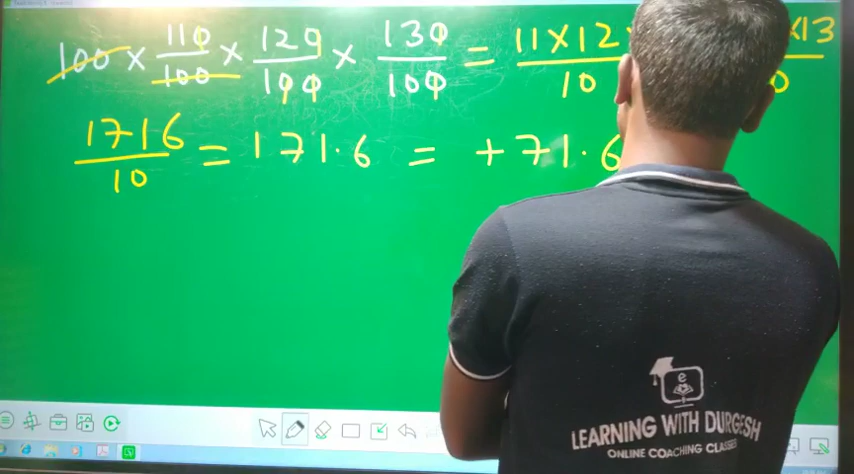 100 × 110/100 × 120/100 × 130/100 = 11×12/10 ×13
1716/10 = 171.6 = +71.6
e
LEARNING WITH DURGESH
ONLINE COACHING CLASSES